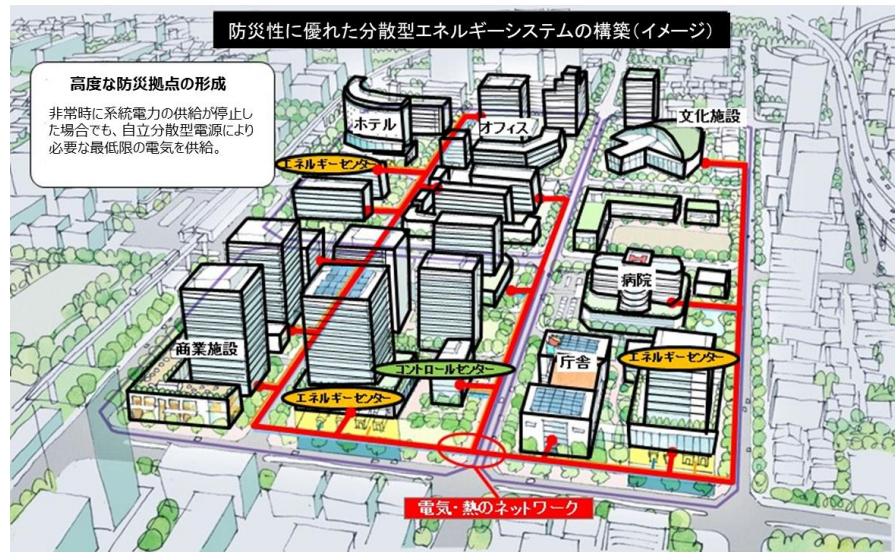 防災性に優れた分散型エネルギーシステムの構築（イメージ）
高度な防災拠点の形成
非常時に系統電力の供給が停止し
た場合でも、自立分散型電源により
必要な最低限の電気を供給。
ホテル
オフィス
文化施設
エネルギーセンター
病院
商業施設
コントロールセンター
庁舎
エネルギーセンター
エネルギーセンター
電気・熱のネットワーク